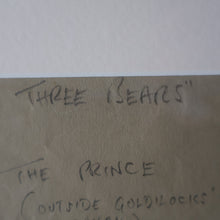 THREE BEARS"
THE PRINCE
(OUTSIDE GOLDILOCKS'